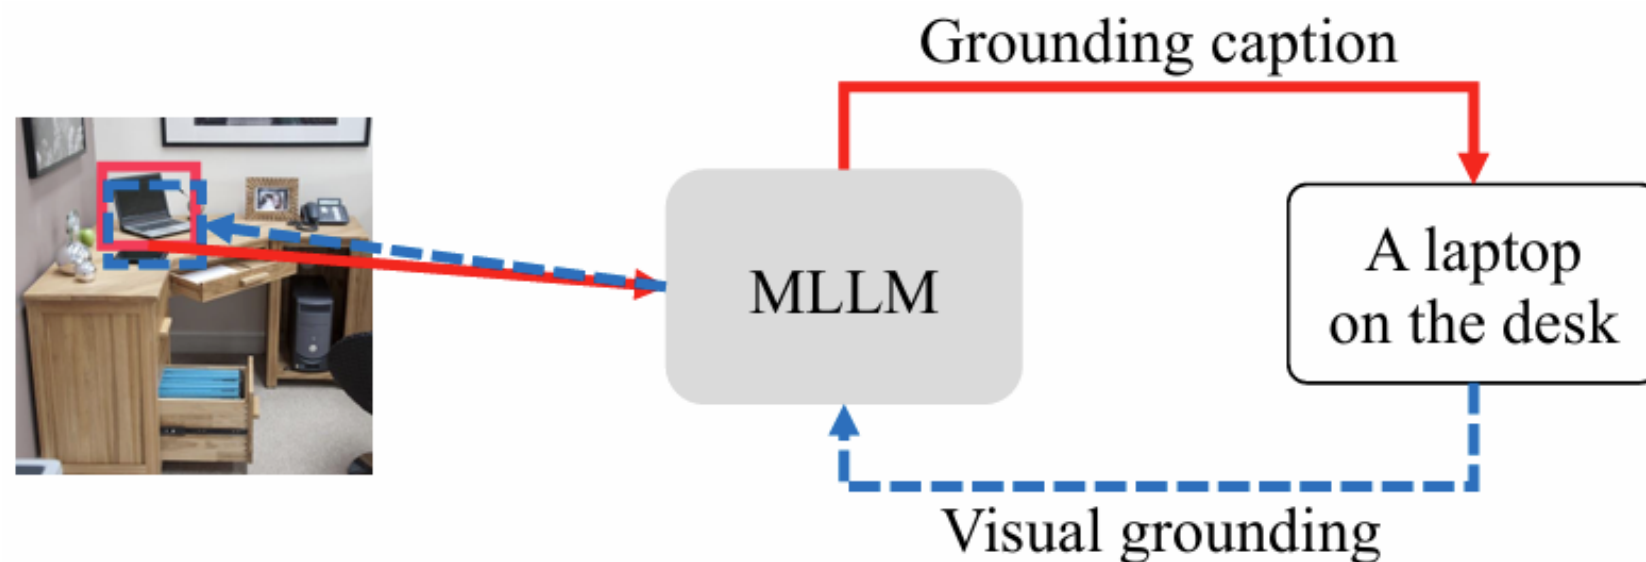 Grounding caption
MLLM
A laptop
on the desk
Visual grounding